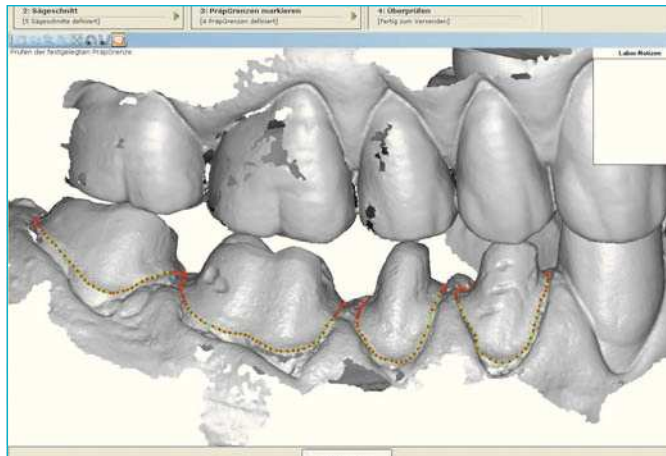 2: Sägeschnitt
[5 Sägeschnitte definiert]
3: PräpGrenzen markieren
[4 PräpGrenzen definiert]
4: Überprüfen
[Fertig zum Versenden]
Prüfen der festgelegten PräpGrenze.
Labor-Notizen